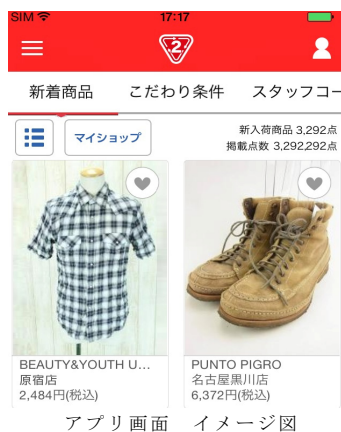 SIM 17:17
2
新着商品 こだわり条件 スタッフコー
マイショップ
新入荷商品 3,292点
掲載点数 3,292,292点
BEAUTY&YOUTH U...
原宿店
2,484円(税込)
PUNTO PIGRO
名古屋黒川店
6,372円(税込)
アプリ画面 イメージ図